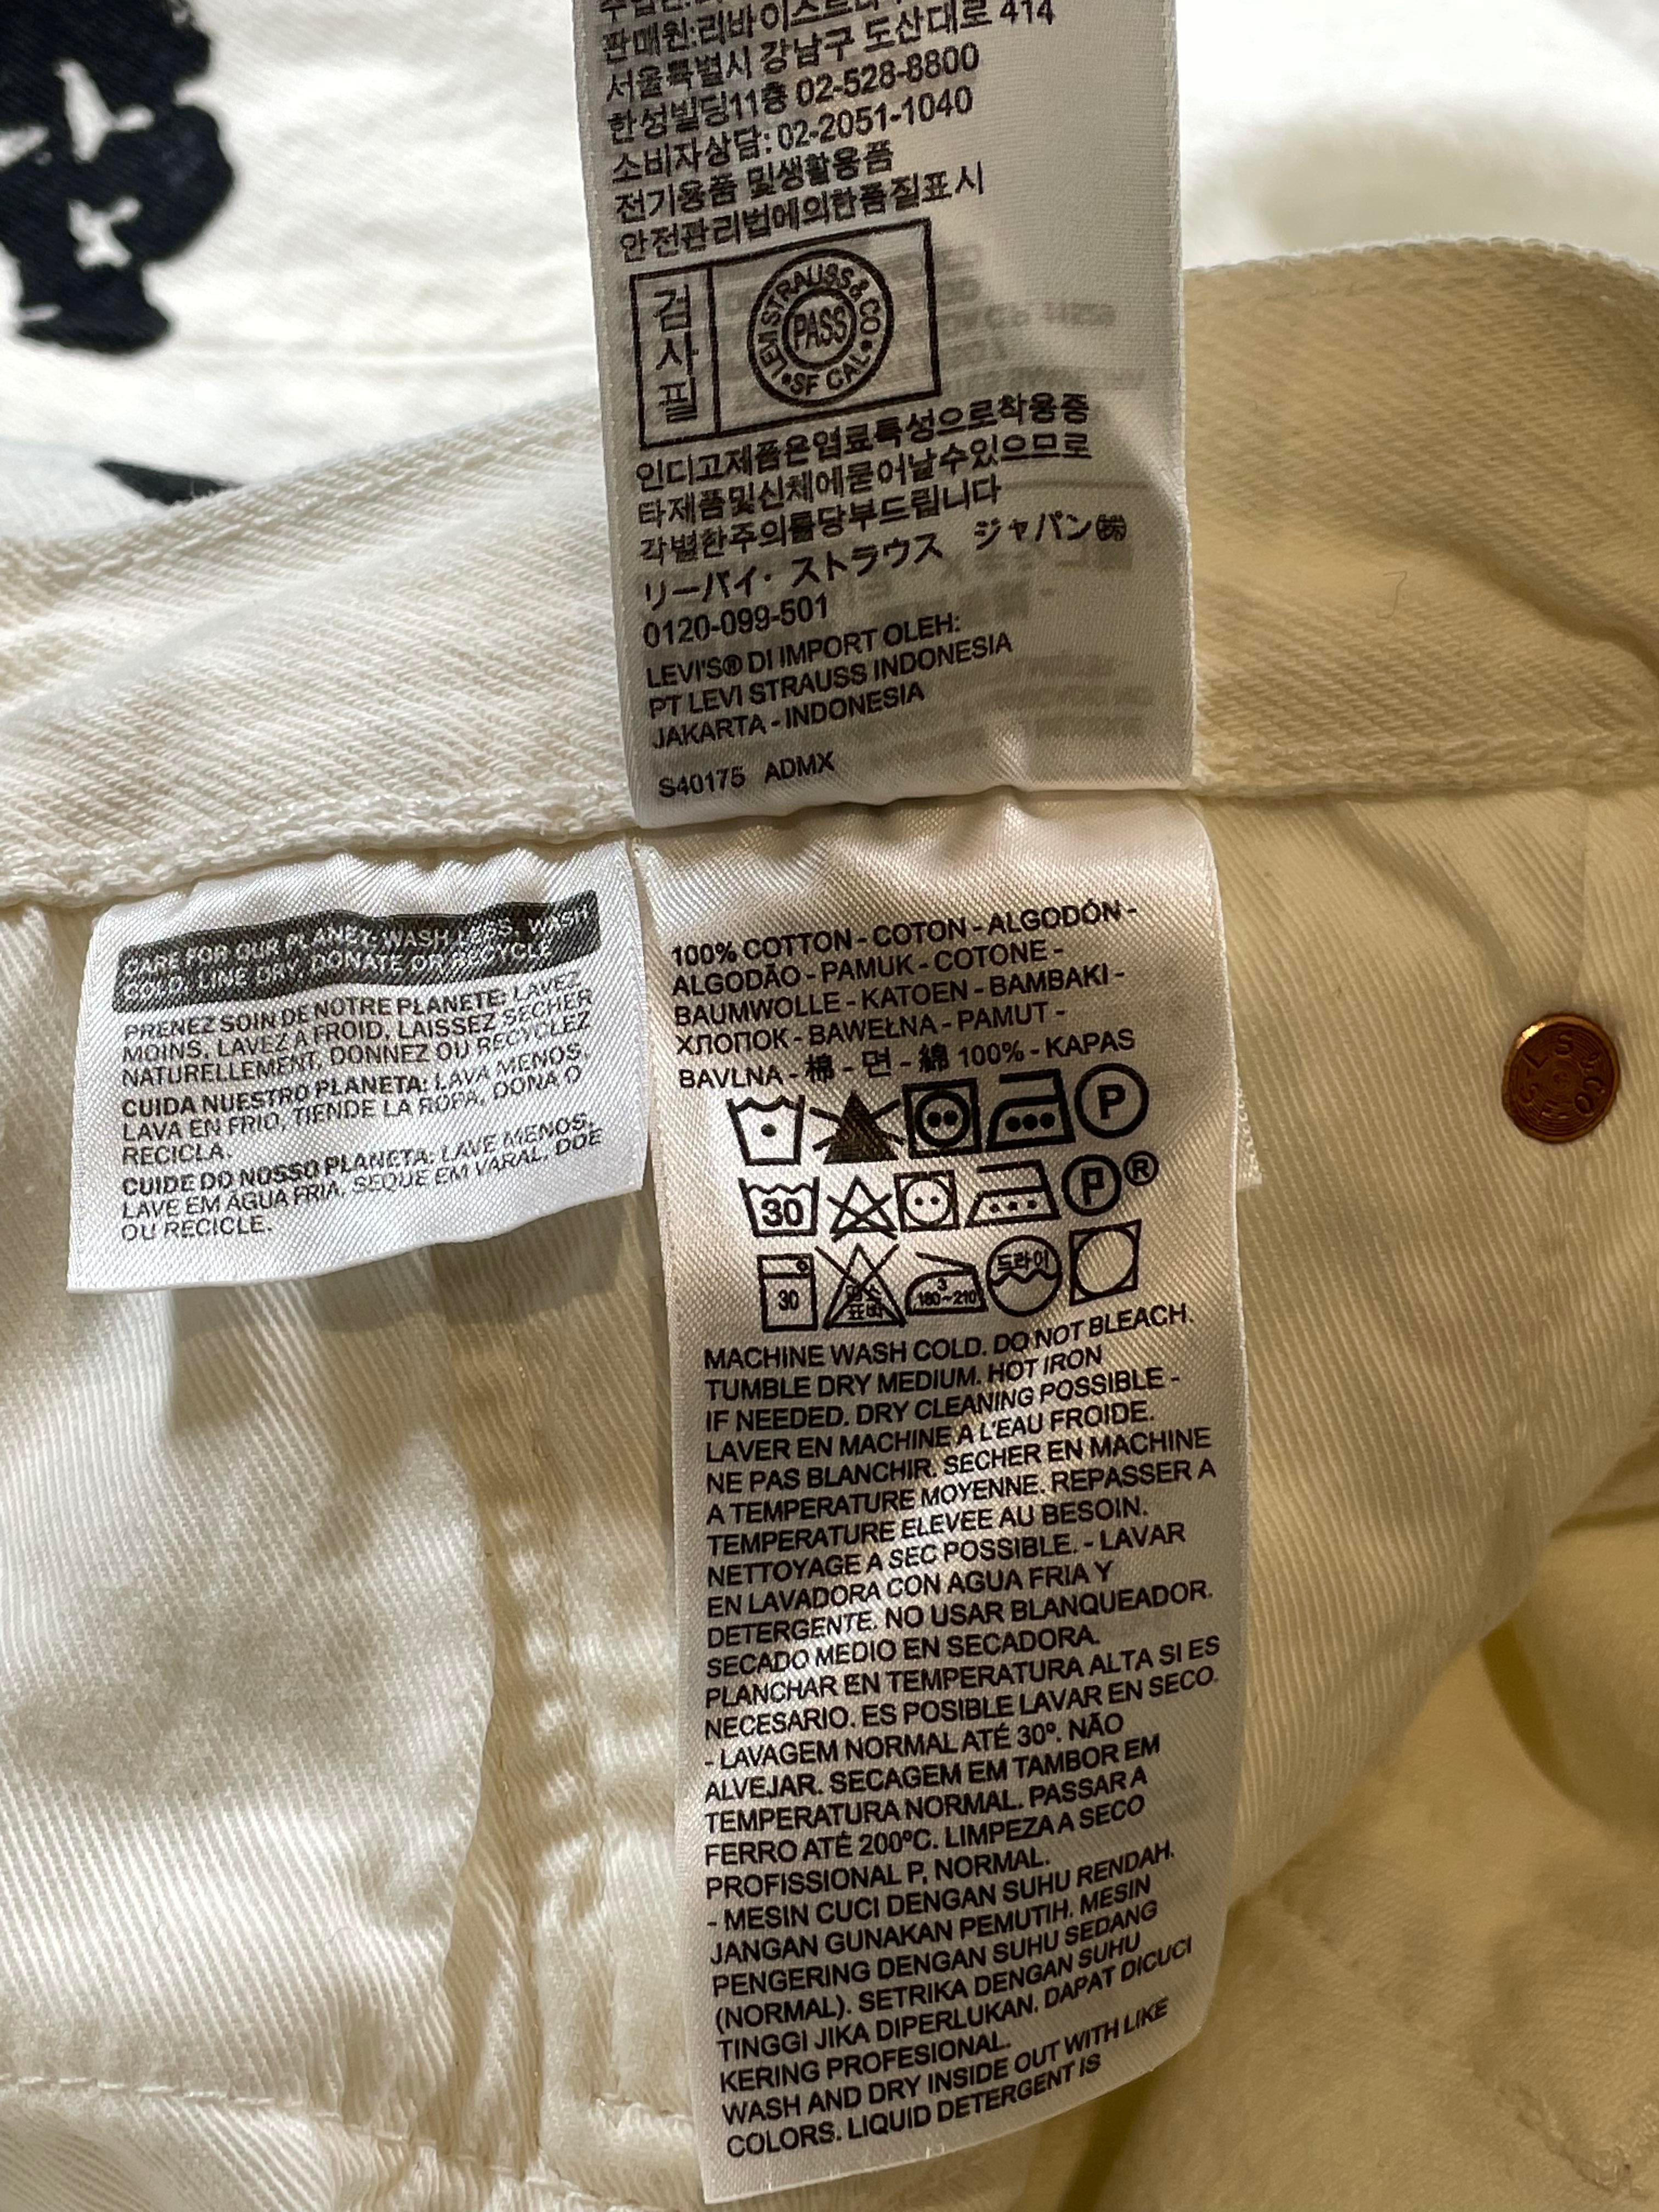 판매원:리바이스트라
서울특별시 강남구 도산대로 414
한성빌딩11층 02-528-8800
소비자상담: 02-2051-1040
전기용품 및생활용품
안전관리법에의한품질표시
검사필
LEVI STRAUSS & CO
PASS
SF CAL
인디고제품은염료특성으로착용중
타제품및신체에묻어날수있으므로
각별한주의를당부드립니다
リーバイ・ストラウス ジャパン㈱
0120-099-501
LEVI'S® DI IMPORT OLEH:
PT LEVI STRAUSS INDONESIA
JAKARTA - INDONESIA
S40175 ADMX
CARE FOR OUR PLANET: WASH LESS, WASH
COLD, LINE DRY, DONATE OR RECYCLE
PRENEZ SOIN DE NOTRE PLANETE: LAVEZ
MOINS, LAVEZ A FROID, LAISSEZ SECHER
NATURELLEMENT, DONNEZ OU RECYCLEZ
CUIDA NUESTRO PLANETA: LAVA MENOS,
LAVA EN FRIO, TIENDE LA ROPA, DONA O
RECICLA.
CUIDE DO NOSSO PLANETA: LAVE MENOS,
LAVE EM ÁGUA FRIA, SEQUE EM VARAL, DOE
OU RECICLE.
100% COTTON - COTON - ALGODÓN -
ALGODÃO - PAMUK - COTONE -
BAUMWOLLE - KATOEN - BAMBAKI -
ХЛОПОК - BAWEŁNA - PAMUT -
BAVLNA - 棉 - 면 - 綿 100% - KAPAS
P
30 P®
30 염소표백 3 180~210 드라이
MACHINE WASH COLD. DO NOT BLEACH.
TUMBLE DRY MEDIUM. HOT IRON
IF NEEDED. DRY CLEANING POSSIBLE -
LAVER EN MACHINE A L'EAU FROIDE.
NE PAS BLANCHIR. SECHER EN MACHINE
A TEMPERATURE MOYENNE. REPASSER A
TEMPERATURE ELEVEE AU BESOIN.
NETTOYAGE A SEC POSSIBLE. - LAVAR
EN LAVADORA CON AGUA FRIA Y
DETERGENTE. NO USAR BLANQUEADOR.
SECADO MEDIO EN SECADORA.
PLANCHAR EN TEMPERATURA ALTA SI ES
NECESARIO. ES POSIBLE LAVAR EN SECO.
- LAVAGEM NORMAL ATÉ 30º. NÃO
ALVEJAR. SECAGEM EM TAMBOR EM
TEMPERATURA NORMAL. PASSAR A
FERRO ATÉ 200ºC. LIMPEZA A SECO
PROFISSIONAL P, NORMAL.
- MESIN CUCI DENGAN SUHU RENDAH.
JANGAN GUNAKAN PEMUTIH. MESIN
PENGERING DENGAN SUHU SEDANG
(NORMAL). SETRIKA DENGAN SUHU
TINGGI JIKA DIPERLUKAN. DAPAT DICUCI
KERING PROFESIONAL.
WASH AND DRY INSIDE OUT WITH LIKE
COLORS. LIQUID DETERGENT IS